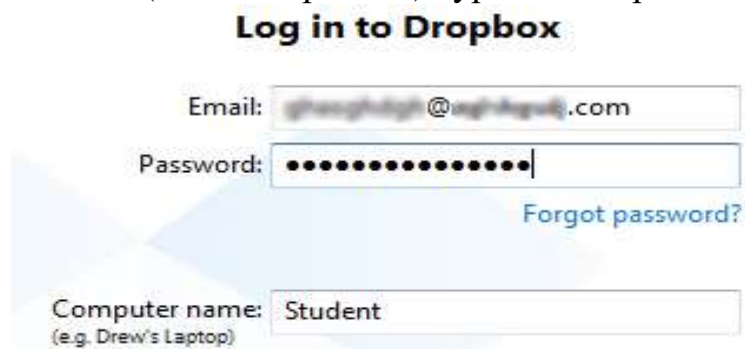 Log in to Dropbox
Email: @ .com
Password: •••••••••••••••
Forgot password?
Computer name: Student
(e.g. Drew's Laptop)